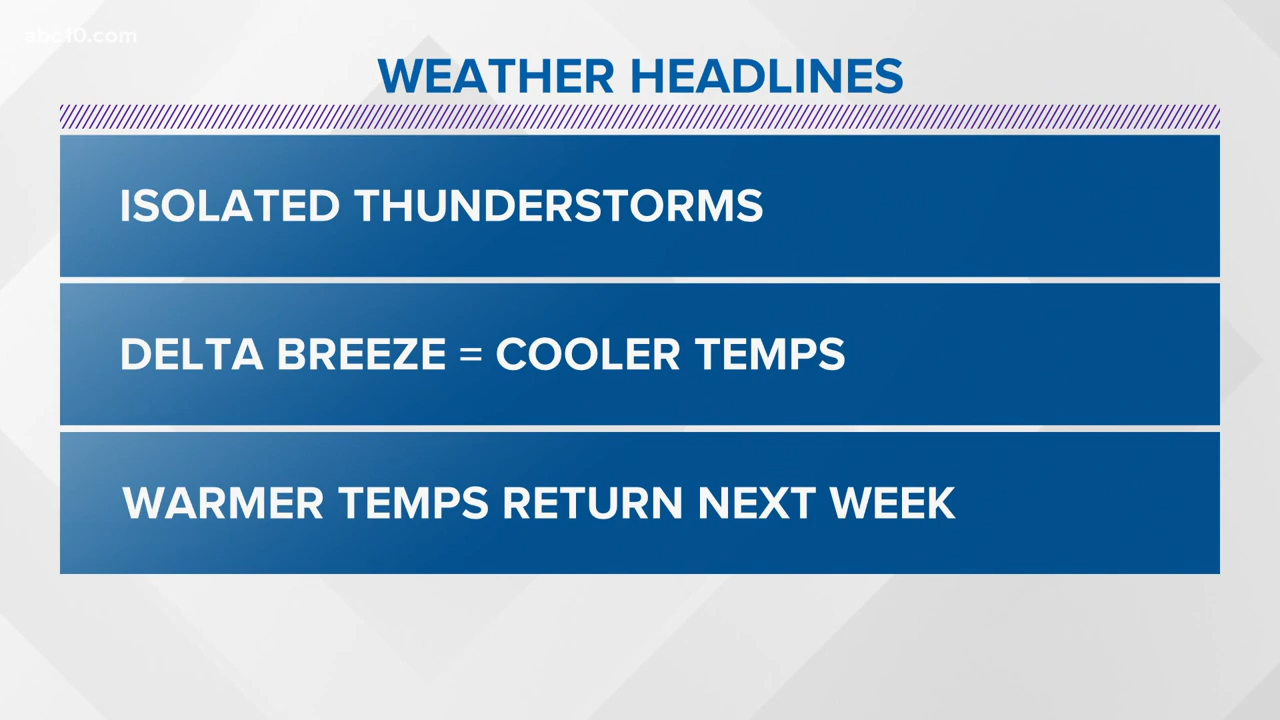 abc10.com
WEATHER HEADLINES
ISOLATED THUNDERSTORMS
DELTA BREEZE = COOLER TEMPS
WARMER TEMPS RETURN NEXT WEEK